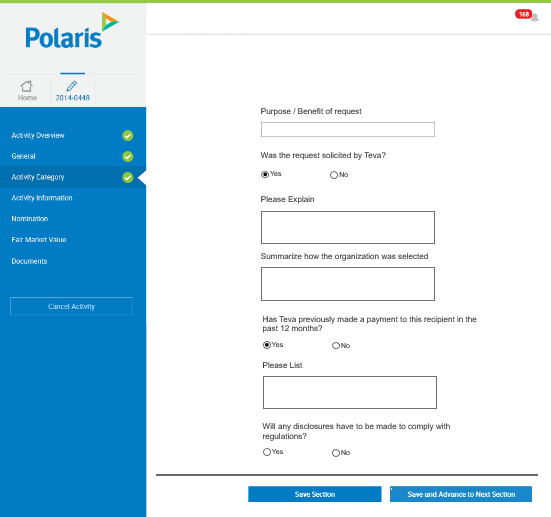 168
Polaris
Home
2014-0448
Activity Overview
General
Activity Category
Activity Information
Nomination
Fair Market Value
Documents
Cancel Activity
Purpose / Benefit of request
Was the request solicited by Teva?
Yes No
Please Explain
Summarize how the organization was selected
Has Teva previously made a payment to this recipient in the
past 12 months?
Yes No
Please List
Will any disclosures have to be made to comply with
regulations?
Yes No
Save Section Save and Advance to Next Section